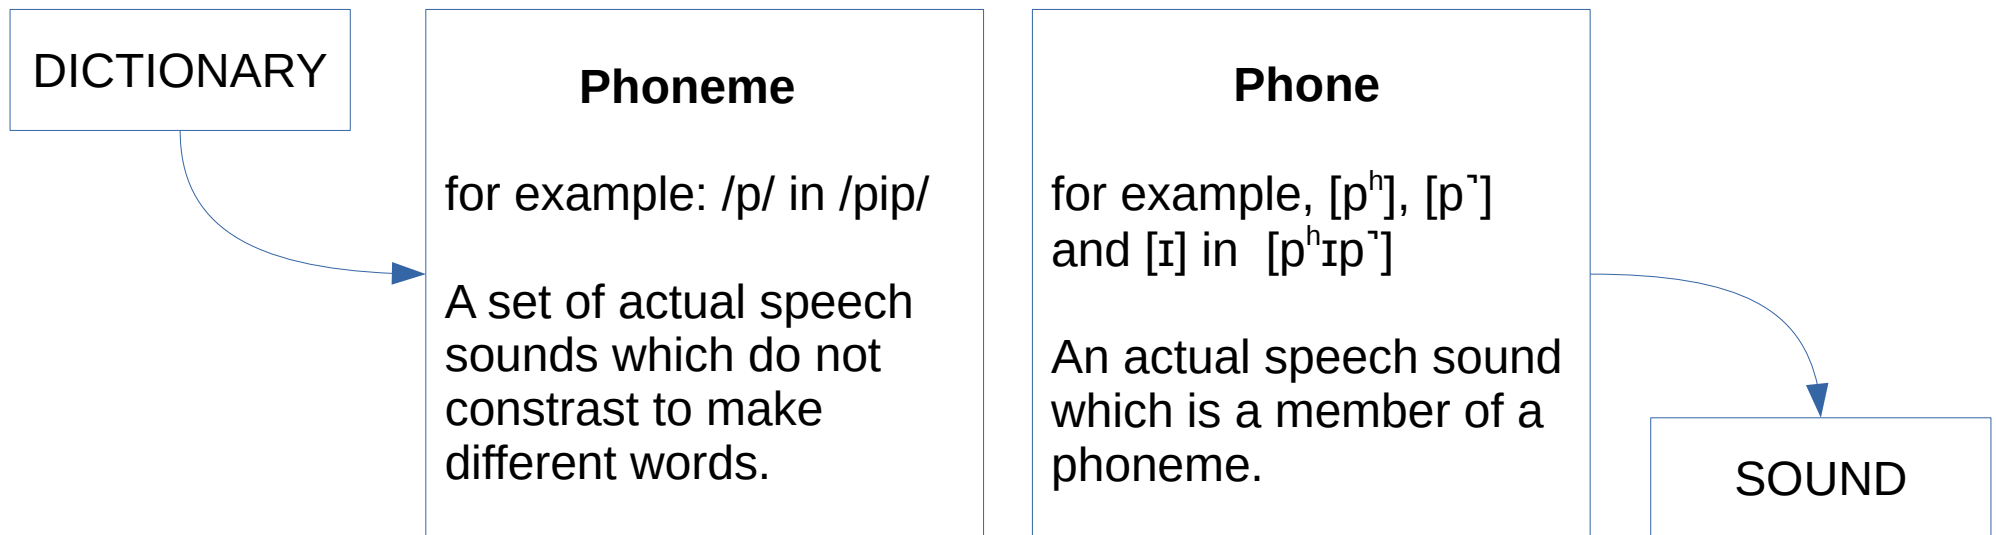 DICTIONARY
Phoneme
for example: /p/ in /pip/
A set of actual speech
sounds which do not
constrast to make
different words.
Phone
for example, [pʰ], [p˺]
and [ɪ] in [pʰɪp˺]
An actual speech sound
which is a member of a
phoneme.
SOUND